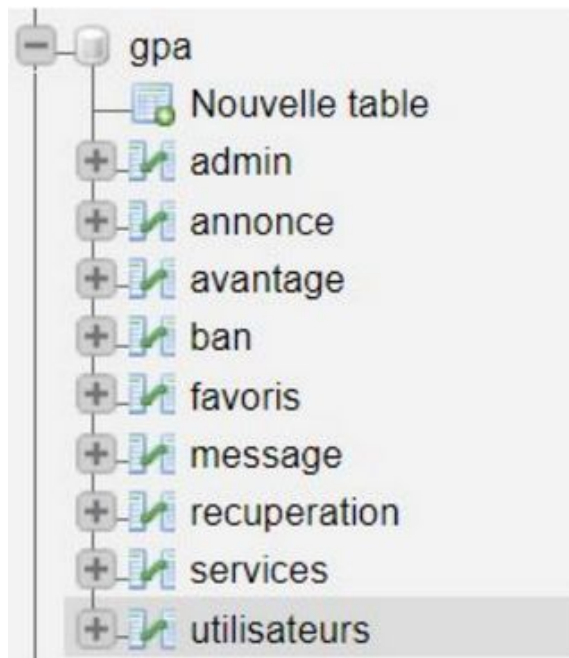 gpa
Nouvelle table
admin
annonce
avantage
ban
favoris
message
recuperation
services
utilisateurs